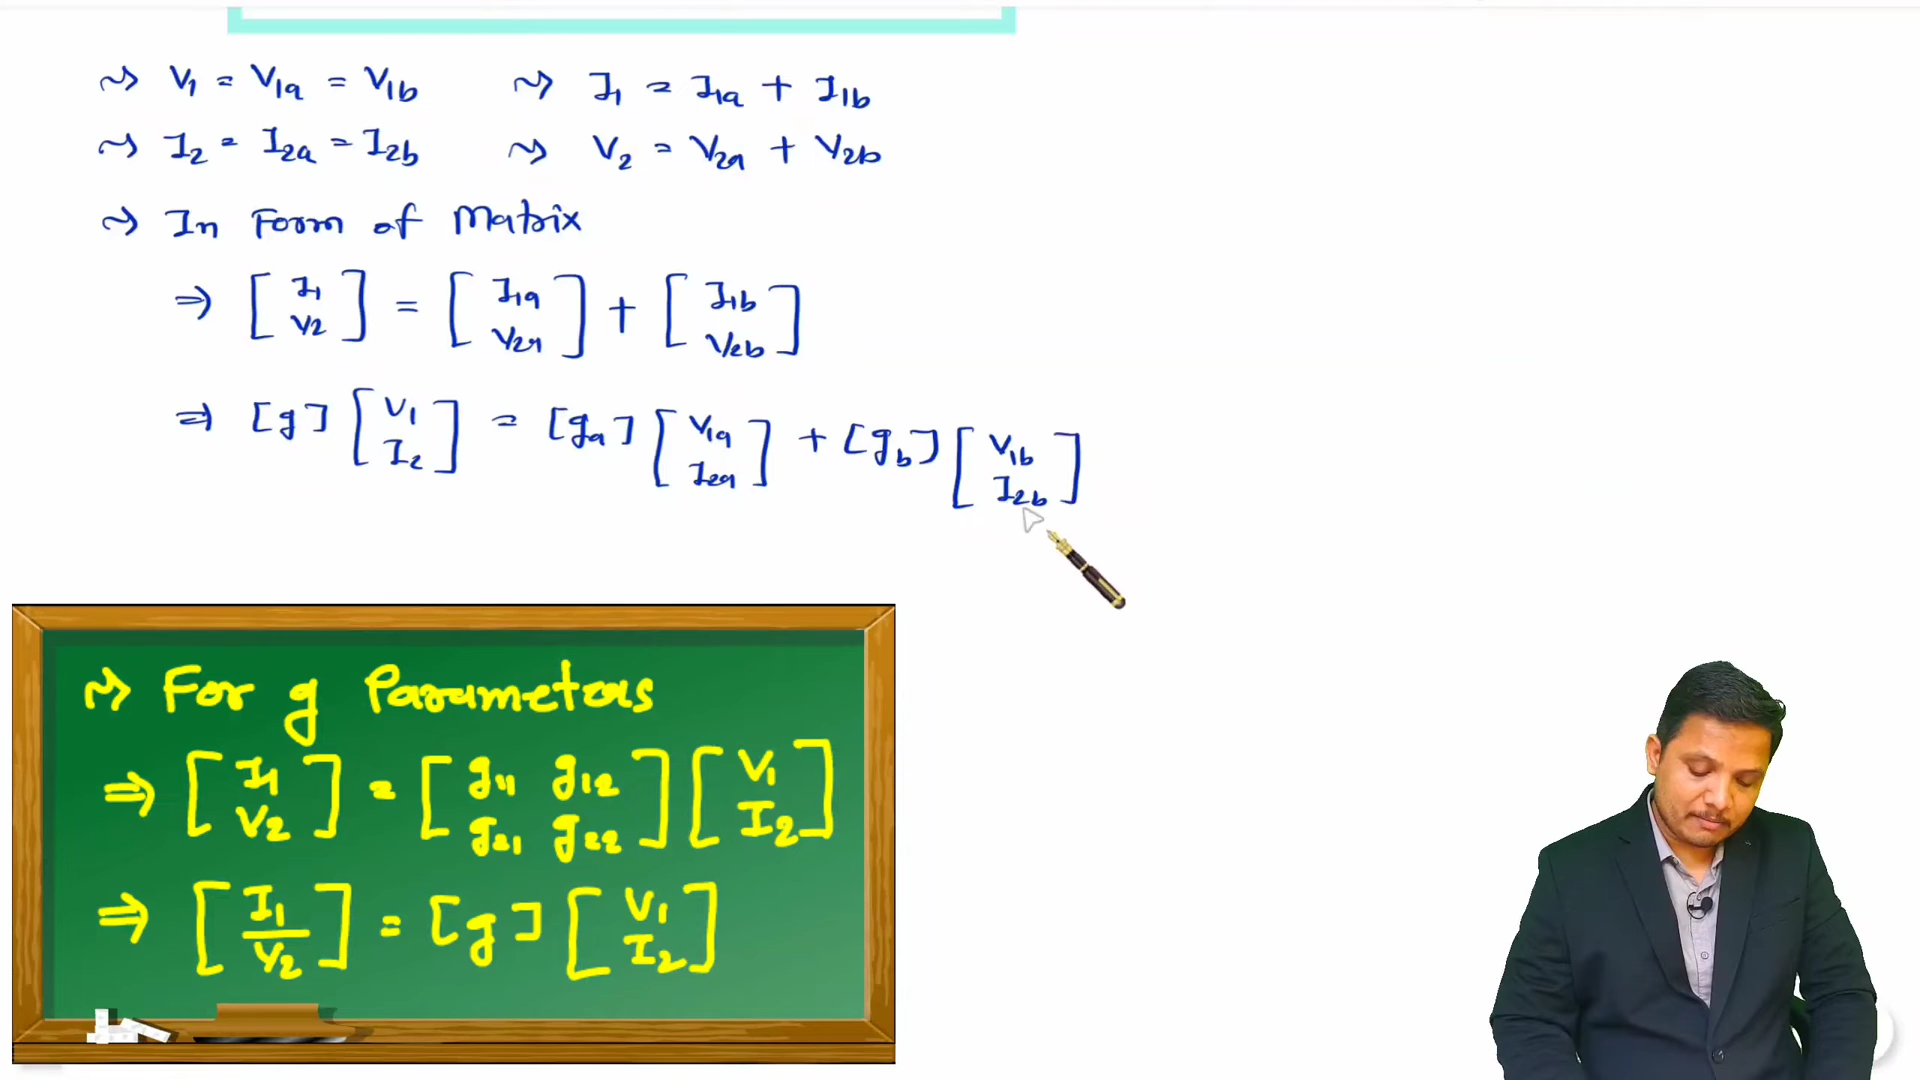 ~> V1 = V1a = V1b ~> I1 = I1a + I1b
~> I2 = I2a = I2b ~> V2 = V2a + V2b
~> In Form of Matrix
⇒ [I1 V2] = [I1a V2a] + [I1b V2b]
⇒ [g] [V1 I2] = [ga] [V1a I2a] + [gb] [V1b I2b]
~> For g Parameters
⇒ [I1 V2] = [g11 g12 g21 g22] [V1 I2]
⇒ [I1 V2] = [g] [V1 I2]